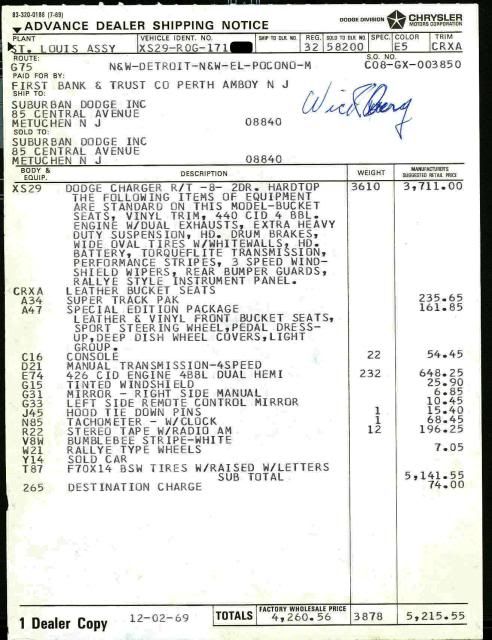 83-320-0186 (7-69)
ADVANCE DEALER SHIPPING NOTICE
DODGE DIVISION CHRYSLER MOTORS CORPORATION
PLANT VEHICLE IDENT. NO. SHIP TO DLR. NO. REG. SOLD TO DLR. NO. SPEC. COLOR TRIM
ST. LOUIS ASSY XS29-R0G-171 32 58200 E5 CRXA
ROUTE: S.O. NO.
G75 N&W-DETROIT-N&W-EL-POCONO-M C08-GX-003850
PAID FOR BY:
FIRST BANK & TRUST CO PERTH AMBOY N J
SHIP TO:
SUBURBAN DODGE INC
85 CENTRAL AVENUE
METUCHEN N J 08840
SOLD TO:
SUBURBAN DODGE INC
85 CENTRAL AVENUE
METUCHEN N J 08840
BODY & EQUIP. DESCRIPTION WEIGHT MANUFACTURER'S SUGGESTED RETAIL PRICE
XS29 DODGE CHARGER R/T -8- 2DR. HARDTOP 3610 3,711.00
THE FOLLOWING ITEMS OF EQUIPMENT
ARE STANDARD ON THIS MODEL-BUCKET
SEATS, VINYL TRIM, 440 CID 4 BBL.
ENGINE W/DUAL EXHAUSTS, EXTRA HEAVY
DUTY SUSPENSION, HD. DRUM BRAKES,
WIDE OVAL TIRES W/WHITEWALLS, HD.
BATTERY, TORQUEFLITE TRANSMISSION,
PERFORMANCE STRIPES, 3 SPEED WIND-
SHIELD WIPERS, REAR BUMPER GUARDS,
RALLYE STYLE INSTRUMENT PANEL.
CRXA LEATHER BUCKET SEATS
A34 SUPER TRACK PAK 235.65
A47 SPECIAL EDITION PACKAGE 161.85
LEATHER & VINYL FRONT BUCKET SEATS,
SPORT STEERING WHEEL,PEDAL DRESS-
UP,DEEP DISH WHEEL COVERS,LIGHT
GROUP.
C16 CONSOLE 22 54.45
D21 MANUAL TRANSMISSION-4SPEED
E74 426 CID ENGINE 4BBL DUAL HEMI 232 648.25
G15 TINTED WINDSHIELD 25.90
G31 MIRROR - RIGHT SIDE MANUAL 6.85
G33 LEFT SIDE REMOTE CONTROL MIRROR 10.45
J45 HOOD TIE DOWN PINS 1 15.40
N85 TACHOMETER - W/CLOCK 1 68.45
R22 STEREO TAPE W/RADIO AM 12 196.25
V8W BUMBLEBEE STRIPE-WHITE
W21 RALLYE TYPE WHEELS 7.05
Y14 SOLD CAR
T87 F70X14 BSW TIRES W/RAISED W/LETTERS
SUB TOTAL 5,141.55
265 DESTINATION CHARGE 74.00
1 Dealer Copy 12-02-69 TOTALS FACTORY WHOLESALE PRICE 4,260.56 3878 5,215.55